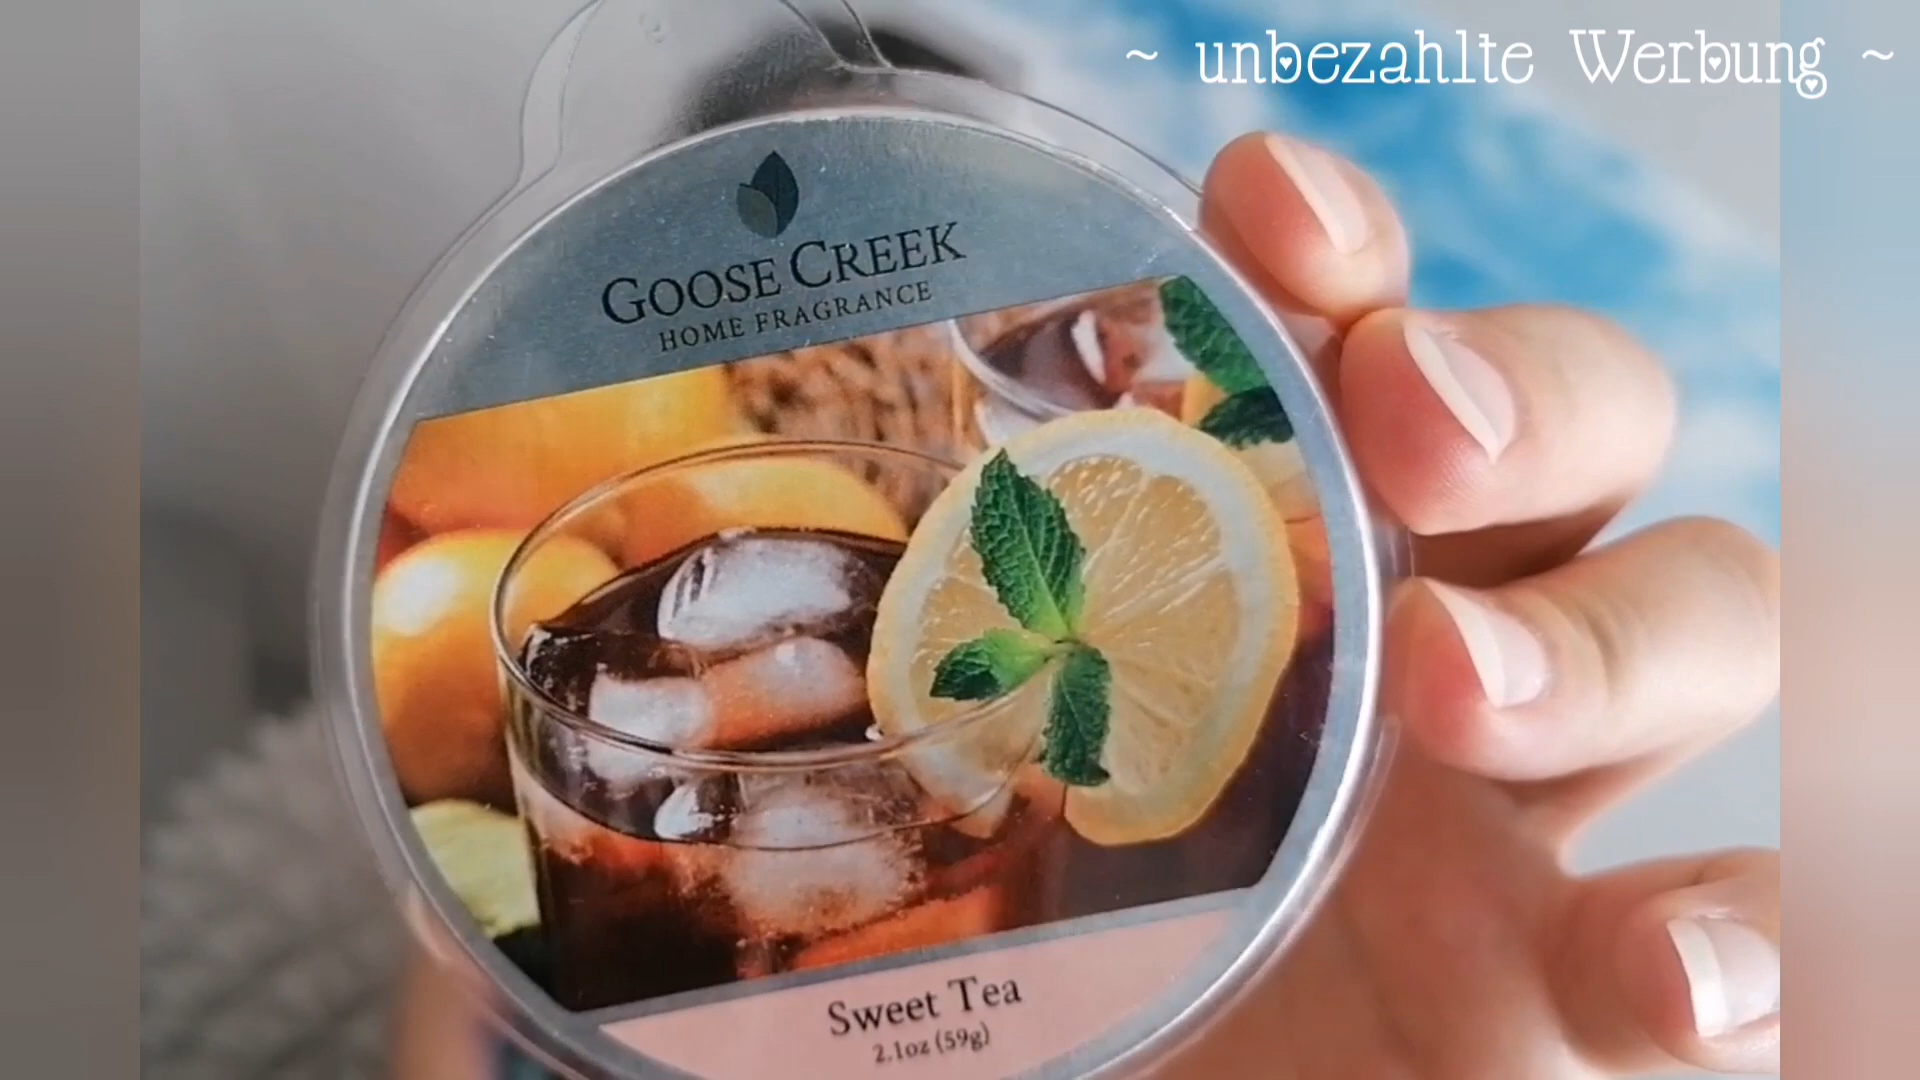 ~ unbezahlte Werbung ~
GOOSE CREEK
HOME FRAGRANCE
Sweet Tea
2.1oz (59g)